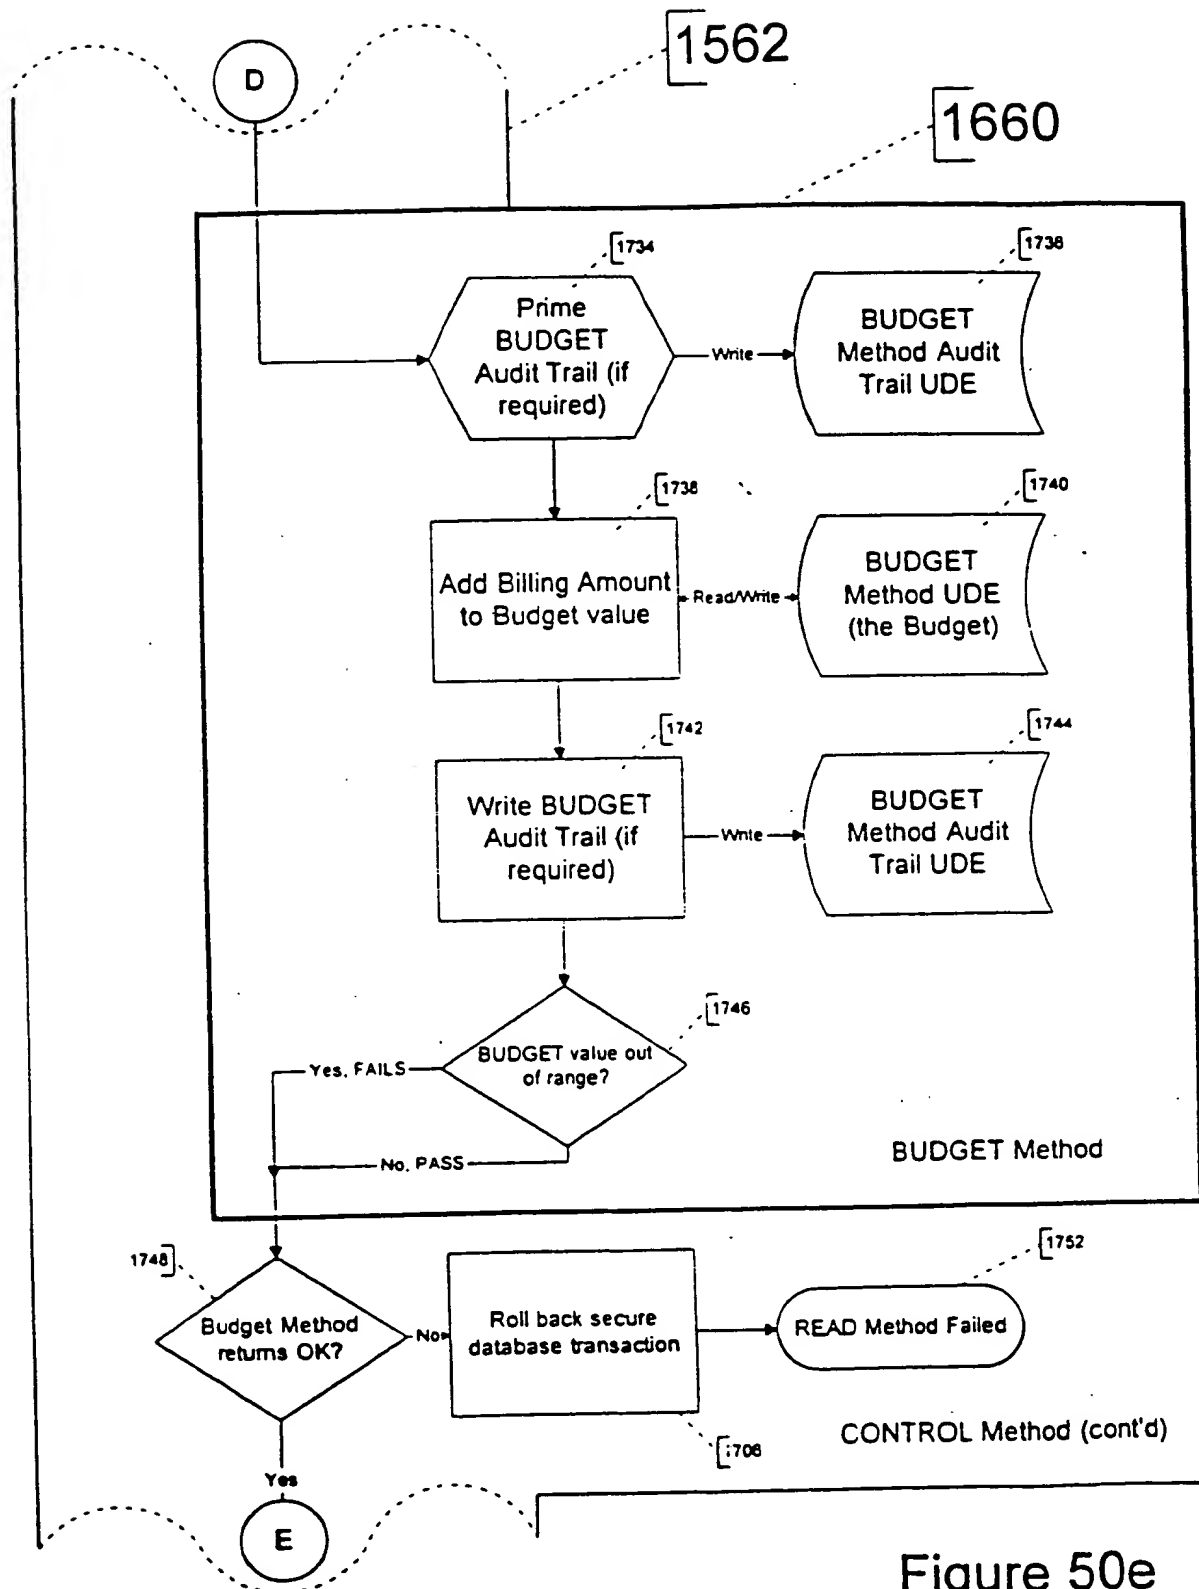 D
1562
1660
1734
1738
Prime
BUDGET
Audit Trail (if
required)
Write
BUDGET
Method Audit
Trail UDE
1738
1740
Add Billing Amount
to Budget value
Read/Write
BUDGET
Method UDE
(the Budget)
1742
1744
Write BUDGET
Audit Trail (if
required)
Write
BUDGET
Method Audit
Trail UDE
1746
BUDGET value out
of range?
Yes, FAILS
No, PASS
BUDGET Method
1748
1752
Budget Method
returns OK?
No
Roll back secure
database transaction
READ Method Failed
1706
CONTROL Method (cont'd)
Yes
E
Figure 50e